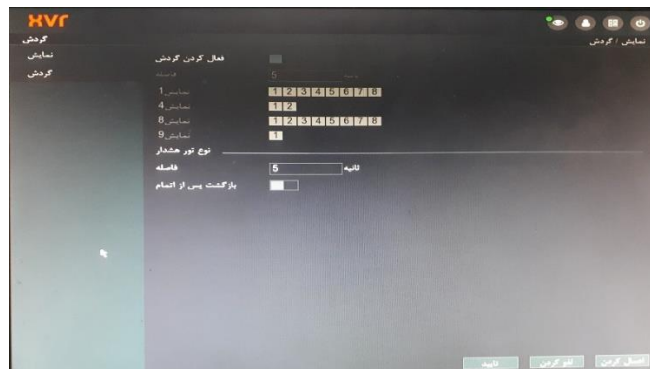 XVR
گردش
نمایش / گردش
نمایش
گردش
فعال کردن گردش
فاصله 5 ثانیه
نمایش_1 1 2 3 4 5 6 7 8
نمایش_4 1 2
نمایش_8 1 2 3 4 5 6 7 8
نمایش_9 1
نوع تور هشدار
فاصله 5 ثانیه
بازگشت پس از اتمام
تایید لغو کردن اعمال کردن